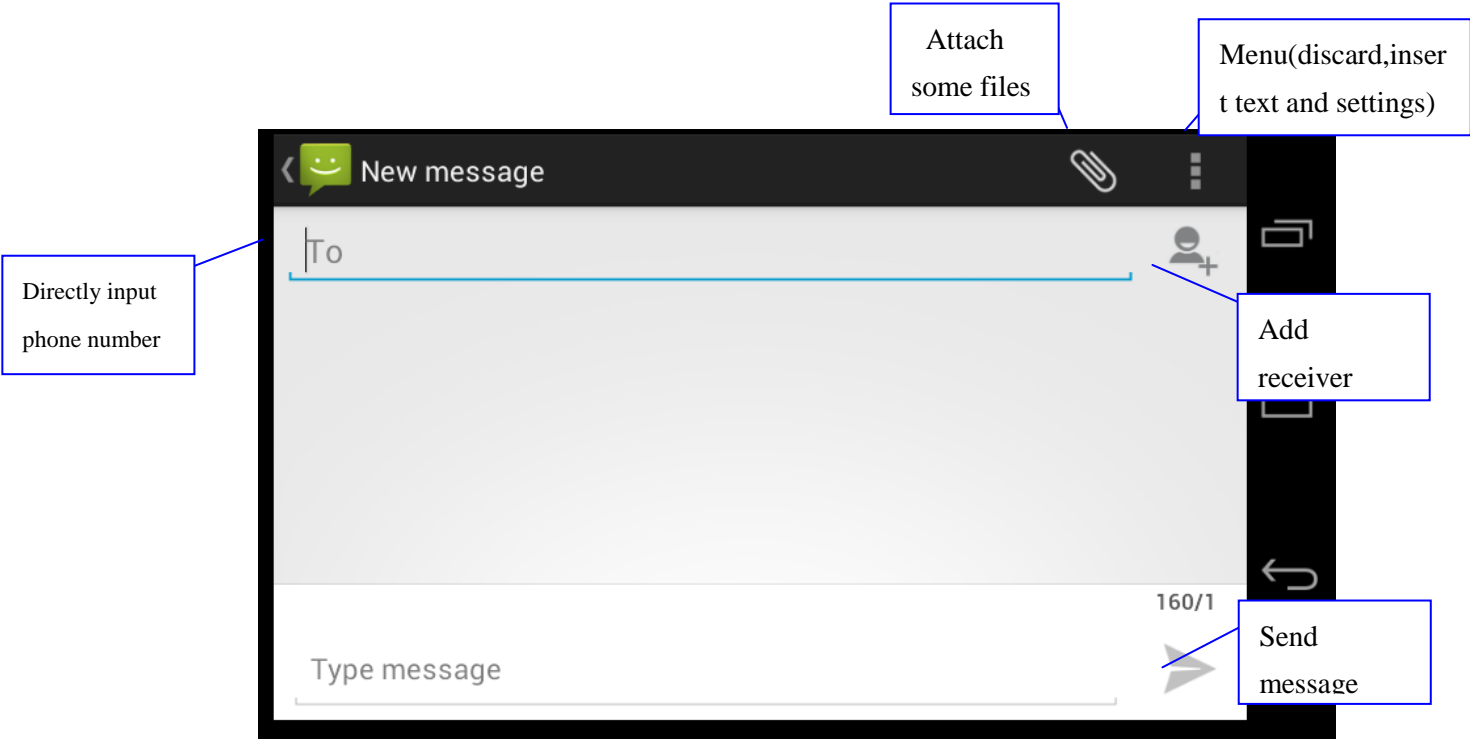 Attach
some files
Menu(discard,inser
t text and settings)
New message
To
Directly input
phone number
Add
receiver
160/1
Type message
Send
message